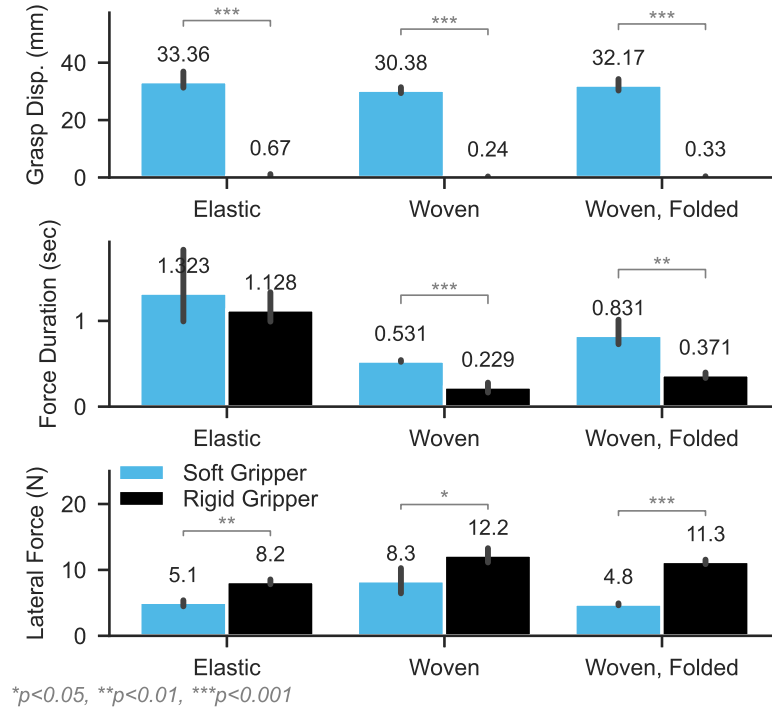 Grasp Disp. (mm)
40
20
0
***
33.36
0.67
***
30.38
0.24
***
32.17
0.33
Elastic
Woven
Woven, Folded
Force Duration (sec)
1
0
1.323
1.128
***
0.531
0.229
**
0.831
0.371
Elastic
Woven
Woven, Folded
Lateral Force (N)
20
10
0
Soft Gripper
Rigid Gripper
**
5.1
8.2
*
8.3
12.2
***
4.8
11.3
Elastic
Woven
Woven, Folded
*p<0.05, **p<0.01, ***p<0.001